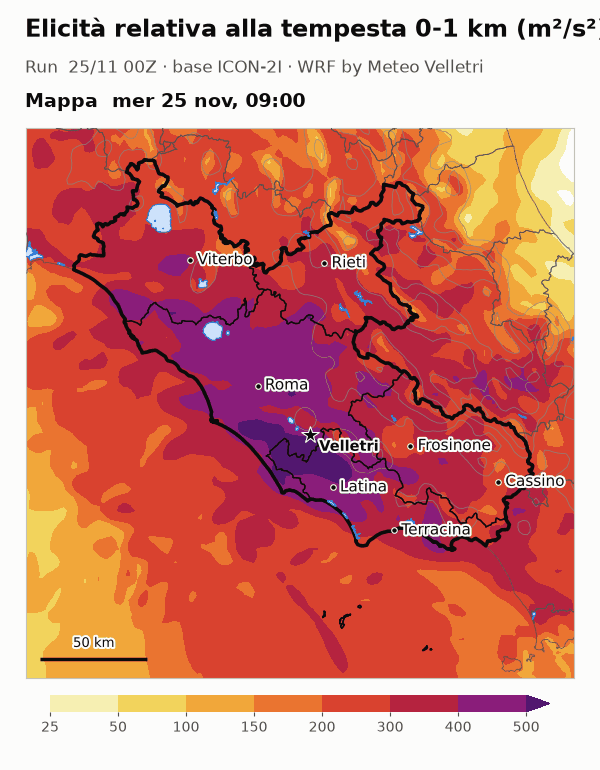 Elicità relativa alla tempesta 0-1 km (m²/s²)
Run 25/11 00Z · base ICON-2I · WRF by Meteo Velletri
Mappa mer 25 nov, 09:00
Viterbo
Rieti
Roma
Velletri
Frosinone
Latina
Cassino
Terracina
50 km
25 50 100 150 200 300 400 500